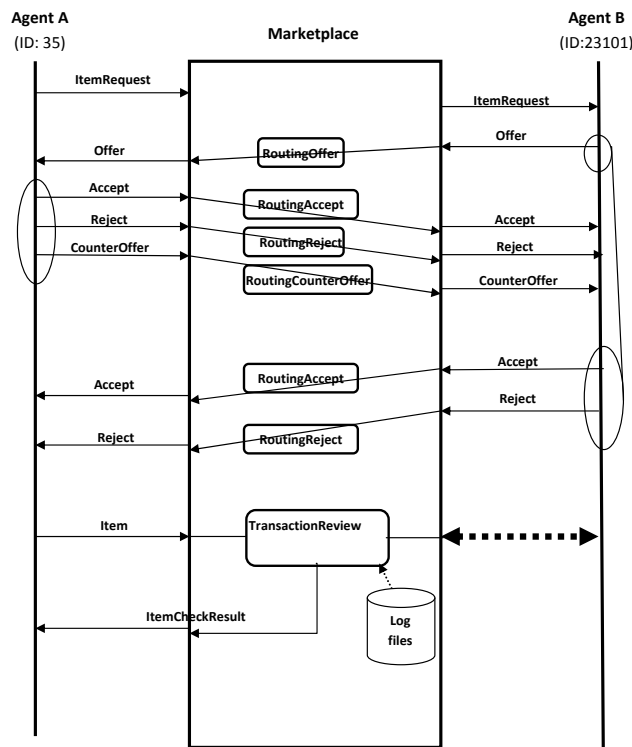 Agent A
Marketplace
Agent B
(ID: 35)
(ID:23101)
ItemRequest
ItemRequest
Offer
Offer
RoutingOffer
Accept
RoutingAccept
Reject
Accept
RoutingReject
CounterOffer
Reject
RoutingCounterOffer
CounterOffer
Accept
RoutingAccept
Accept
Reject
Reject
RoutingReject
Item
TransactionReview
ItemCheckResult
Log
files